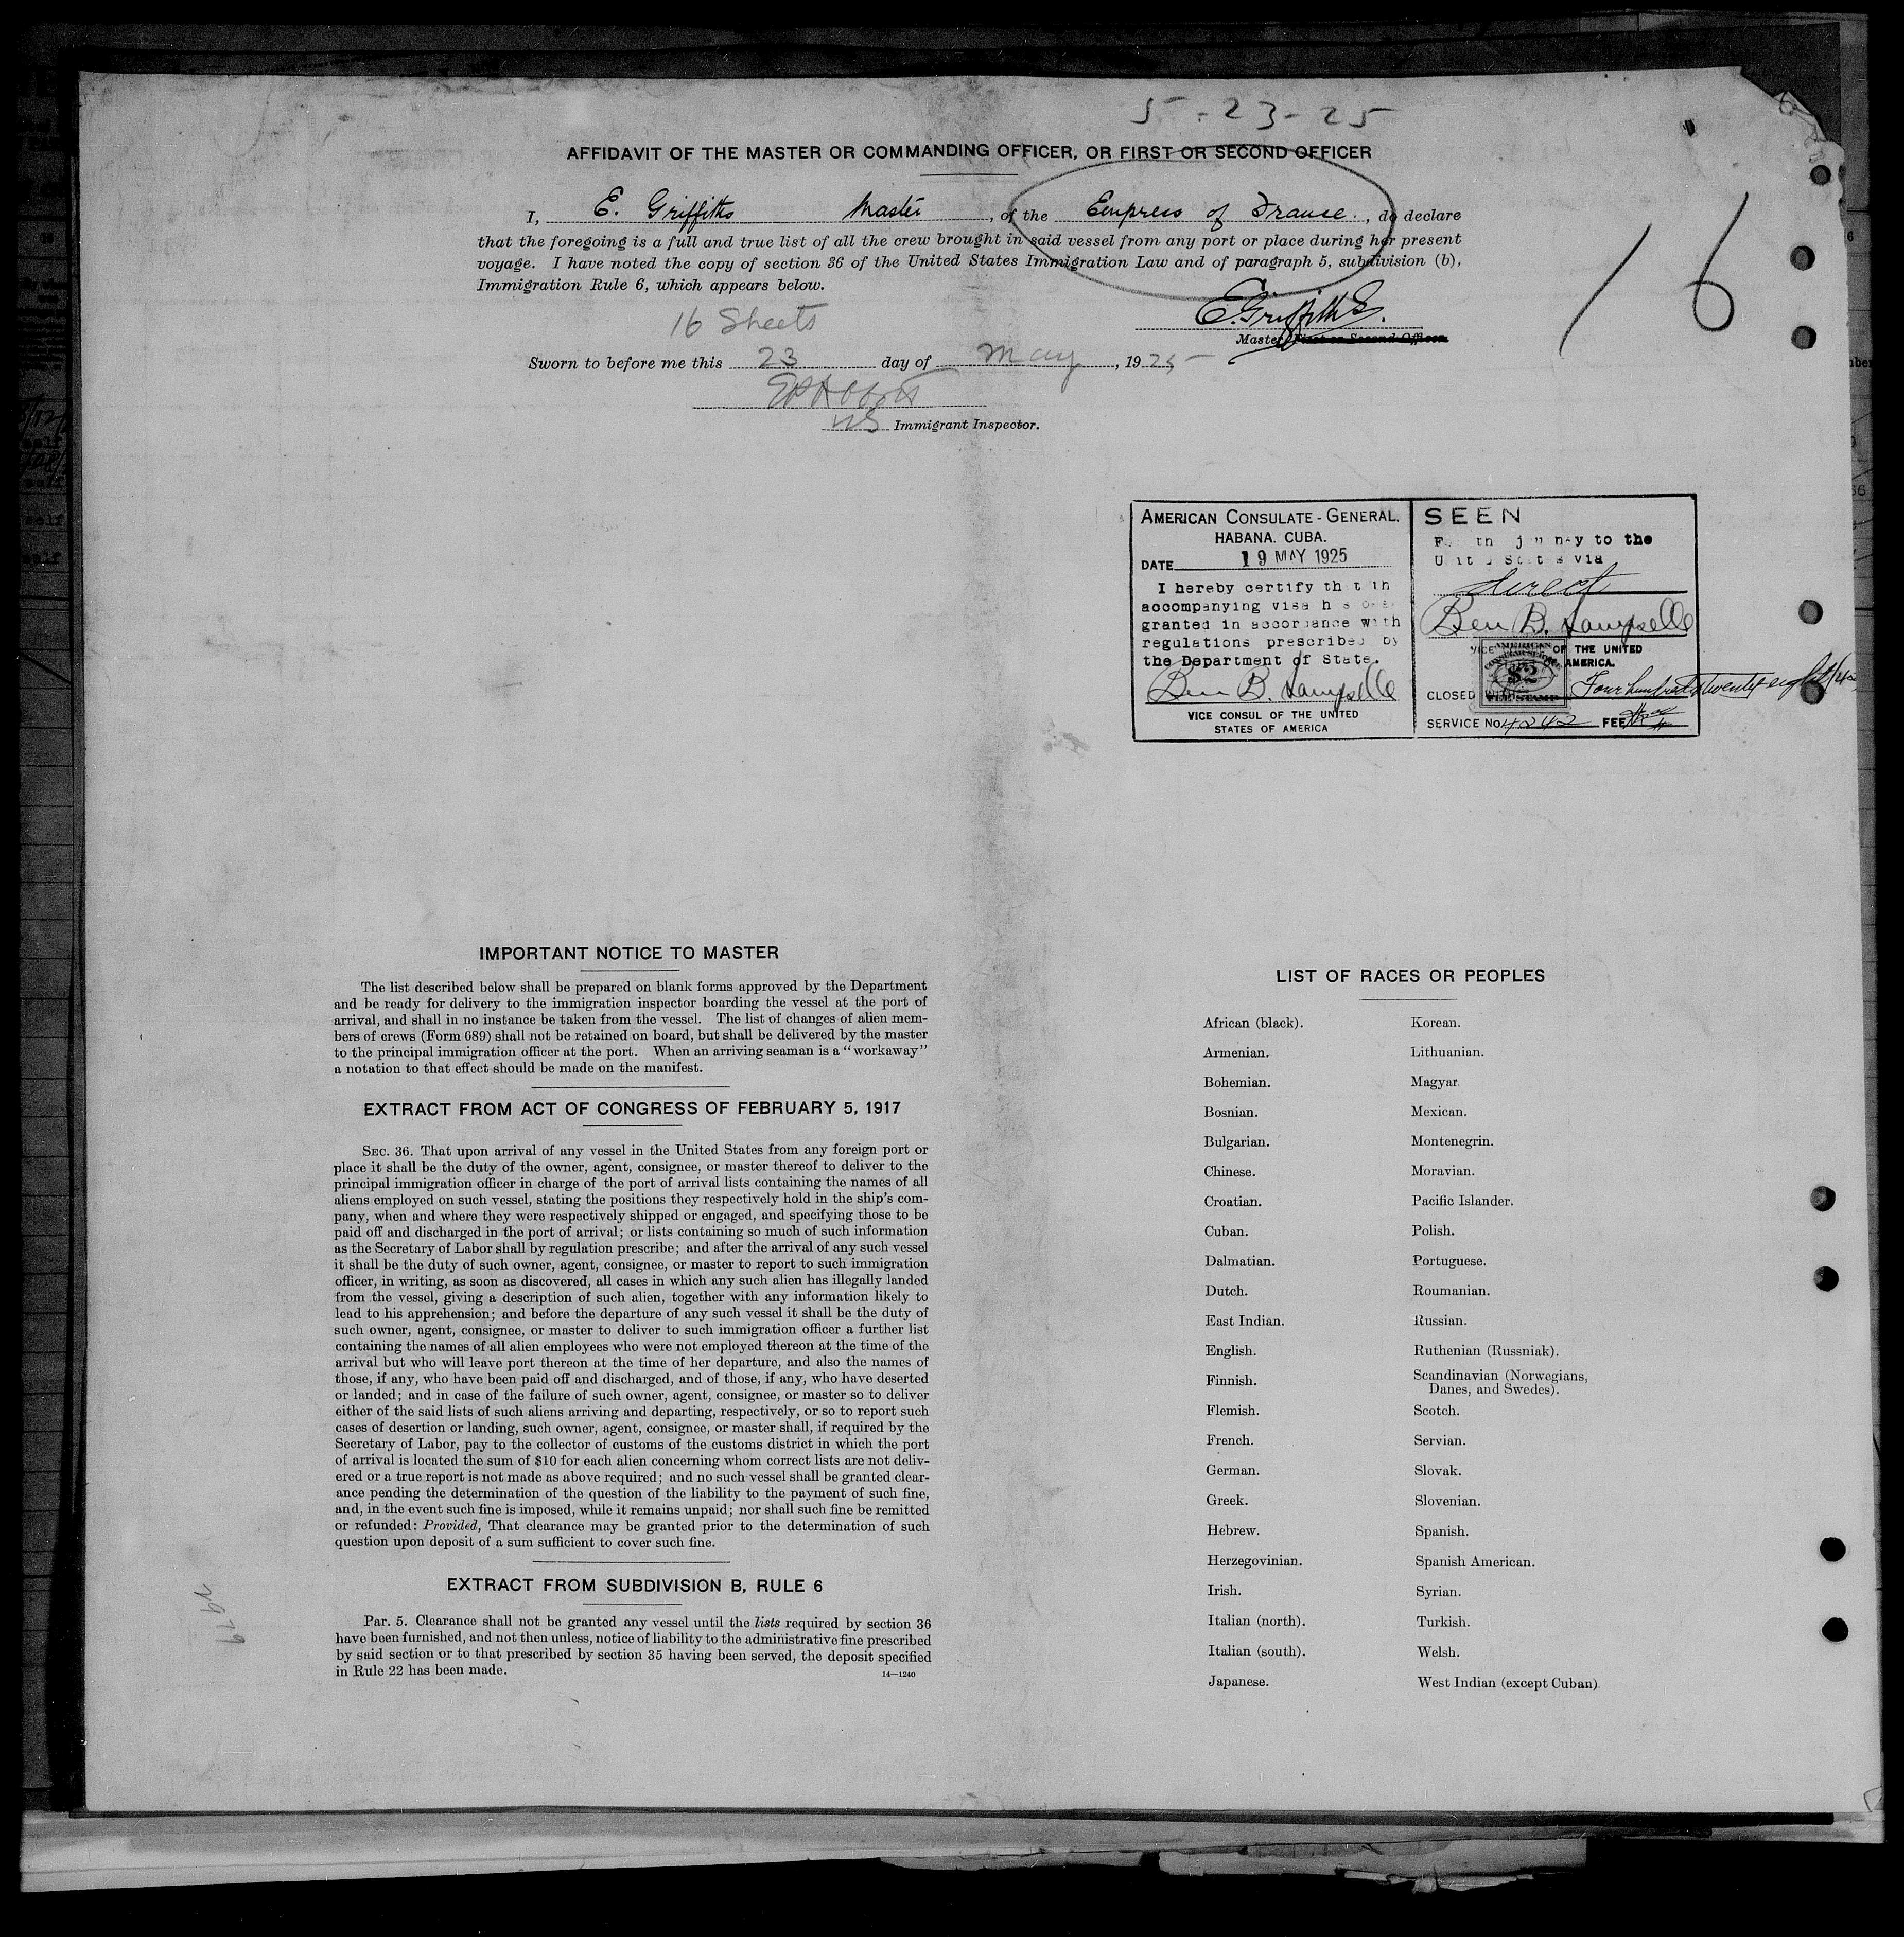 5-23-25
AFFIDAVIT OF THE MASTER OR COMMANDING OFFICER, OR FIRST OR SECOND OFFICER
I, E. Griffiths Master, of the Empress of France, do declare
that the foregoing is a full and true list of all the crew brought in said vessel from any port or place during her present
voyage. I have noted the copy of section 36 of the United States Immigration Law and of paragraph 5, subdivision (b),
Immigration Rule 6, which appears below.
16
16 Sheets
E. Griffiths.
Master, First or Second Officer.
Sworn to before me this 23 day of May, 1925
US Immigrant Inspector.
AMERICAN CONSULATE-GENERAL,
HABANA. CUBA.
DATE 19 MAY 1925
I hereby certify th t th
accompanying visa h s
granted in accordance with
regulations prescribed by
the Department of State.
Ben B.
VICE CONSUL OF THE UNITED
STATES OF AMERICA
SEEN
F th j u n y to the
U it St t s via
direct
Ben B.
VICE OF THE UNITED
AMERICA.
AMERICAN
CONSULAR SERVICE
$2
FEE STAMP
CLOSED WITH Four hundred & twenty eight
SERVICE No. 4242 FEE
IMPORTANT NOTICE TO MASTER
The list described below shall be prepared on blank forms approved by the Department
and be ready for delivery to the immigration inspector boarding the vessel at the port of
arrival, and shall in no instance be taken from the vessel. The list of changes of alien mem-
bers of crews (Form 689) shall not be retained on board, but shall be delivered by the master
to the principal immigration officer at the port. When an arriving seaman is a "workaway"
a notation to that effect should be made on the manifest.
EXTRACT FROM ACT OF CONGRESS OF FEBRUARY 5, 1917
SEC. 36. That upon arrival of any vessel in the United States from any foreign port or
place it shall be the duty of the owner, agent, consignee, or master thereof to deliver to the
principal immigration officer in charge of the port of arrival lists containing the names of all
aliens employed on such vessel, stating the positions they respectively hold in the ship's com-
pany, when and where they were respectively shipped or engaged, and specifying those to be
paid off and discharged in the port of arrival; or lists containing so much of such information
as the Secretary of Labor shall by regulation prescribe; and after the arrival of any such vessel
it shall be the duty of such owner, agent, consignee, or master to report to such immigration
officer, in writing, as soon as discovered, all cases in which any such alien has illegally landed
from the vessel, giving a description of such alien, together with any information likely to
lead to his apprehension; and before the departure of any such vessel it shall be the duty of
such owner, agent, consignee, or master to deliver to such immigration officer a further list
containing the names of all alien employees who were not employed thereon at the time of the
arrival but who will leave port thereon at the time of her departure, and also the names of
those, if any, who have been paid off and discharged, and of those, if any, who have deserted
or landed; and in case of the failure of such owner, agent, consignee, or master so to deliver
either of the said lists of such aliens arriving and departing, respectively, or so to report such
cases of desertion or landing, such owner, agent, consignee, or master shall, if required by the
Secretary of Labor, pay to the collector of customs of the customs district in which the port
of arrival is located the sum of $10 for each alien concerning whom correct lists are not deliv-
ered or a true report is not made as above required; and no such vessel shall be granted clear-
ance pending the determination of the question of the liability to the payment of such fine,
and, in the event such fine is imposed, while it remains unpaid; nor shall such fine be remitted
or refunded: Provided, That clearance may be granted prior to the determination of such
question upon deposit of a sum sufficient to cover such fine.
EXTRACT FROM SUBDIVISION B, RULE 6
Par. 5. Clearance shall not be granted any vessel until the lists required by section 36
have been furnished, and not then unless, notice of liability to the administrative fine prescribed
by said section or to that prescribed by section 35 having been served, the deposit specified
in Rule 22 has been made.
14—1240
LIST OF RACES OR PEOPLES
African (black). Korean.
Armenian. Lithuanian.
Bohemian. Magyar
Bosnian. Mexican.
Bulgarian. Montenegrin.
Chinese. Moravian.
Croatian. Pacific Islander.
Cuban. Polish.
Dalmatian. Portuguese.
Dutch. Roumanian.
East Indian. Russian.
English. Ruthenian (Russniak).
Finnish. Scandinavian (Norwegians,
Danes, and Swedes).
Flemish. Scotch.
French. Servian.
German. Slovak.
Greek. Slovenian.
Hebrew. Spanish.
Herzegovinian. Spanish American.
Irish. Syrian.
Italian (north). Turkish.
Italian (south). Welsh.
Japanese. West Indian (except Cuban)